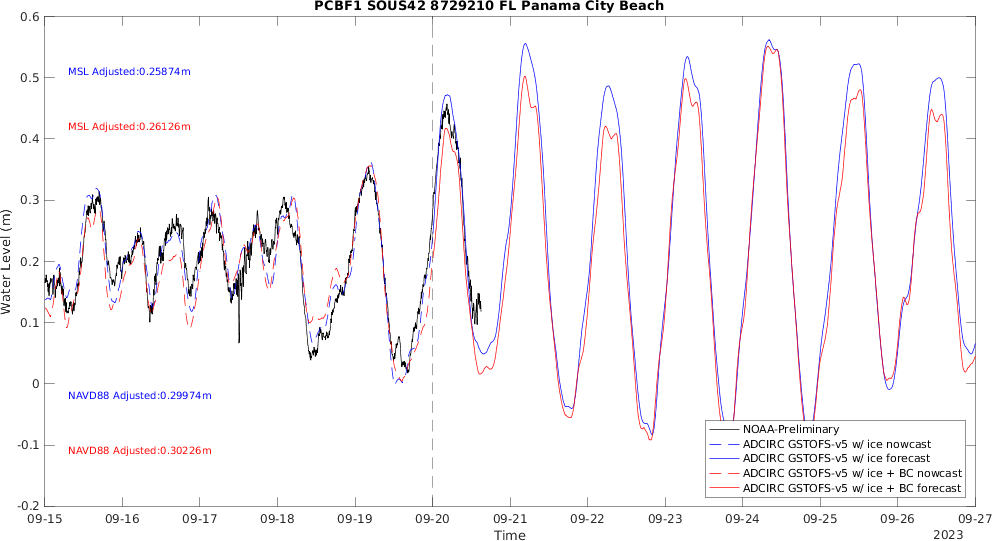 PCBF1 SOUS42 8729210 FL Panama City Beach
0.6
0.5
0.4
0.3
0.2
0.1
0
-0.1
-0.2
Water Level (m)
MSL Adjusted:0.25874m
MSL Adjusted:0.26126m
NAVD88 Adjusted:0.29974m
NAVD88 Adjusted:0.30226m
NOAA-Preliminary
ADCIRC GSTOFS-v5 w/ ice nowcast
ADCIRC GSTOFS-v5 w/ ice forecast
ADCIRC GSTOFS-v5 w/ ice + BC nowcast
ADCIRC GSTOFS-v5 w/ ice + BC forecast
09-15 09-16 09-17 09-18 09-19 09-20 09-21 09-22 09-23 09-24 09-25 09-26 09-27
Time
2023